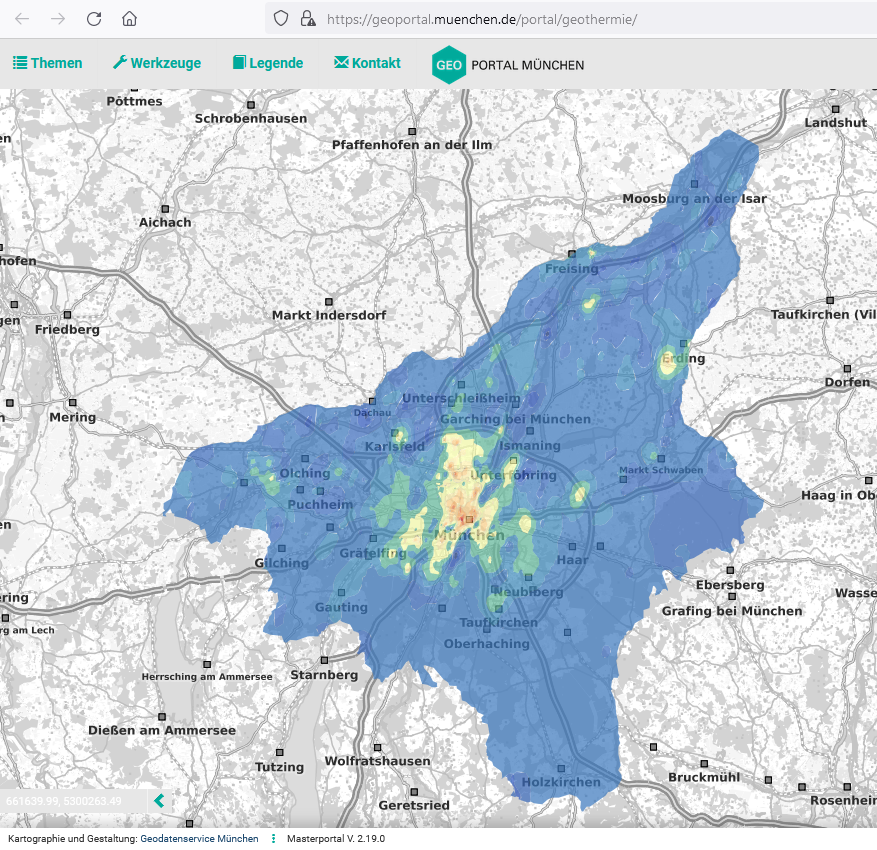 https://geoportal.muenchen.de/portal/geothermie/
Themen
Werkzeuge
Legende
Kontakt
GEO PORTAL MÜNCHEN
Pöttmes
Schrobenhausen
Landshut
Pfaffenhofen an der Ilm
Moosburg an der Isar
Aichach
hofen
Freising
Markt Indersdorf
Taufkirchen (Vil
gen
Friedberg
Erding
Dorfen
Unterschleißheim
Mering
Dachau
Garching bei München
Karlsfeld
Ismaning
Olching
Unterföhring
Markt Schwaben
Puchheim
Haag in Ob
en
München
Gräfelfing
Gilching
Haar
Ebersberg
Neubiberg
ering
Wasse
Gauting
Grafing bei München
Taufkirchen
rg am Lech
Oberhaching
Herrsching am Ammersee
Starnberg
Dießen am Ammersee
Tutzing
Wolfratshausen
Holzkirchen
Bruckmühl
661639.99, 5300263.49
Geretsried
Rosenhein
Kartographie und Gestaltung: Geodatenservice München
Masterportal V. 2.19.0